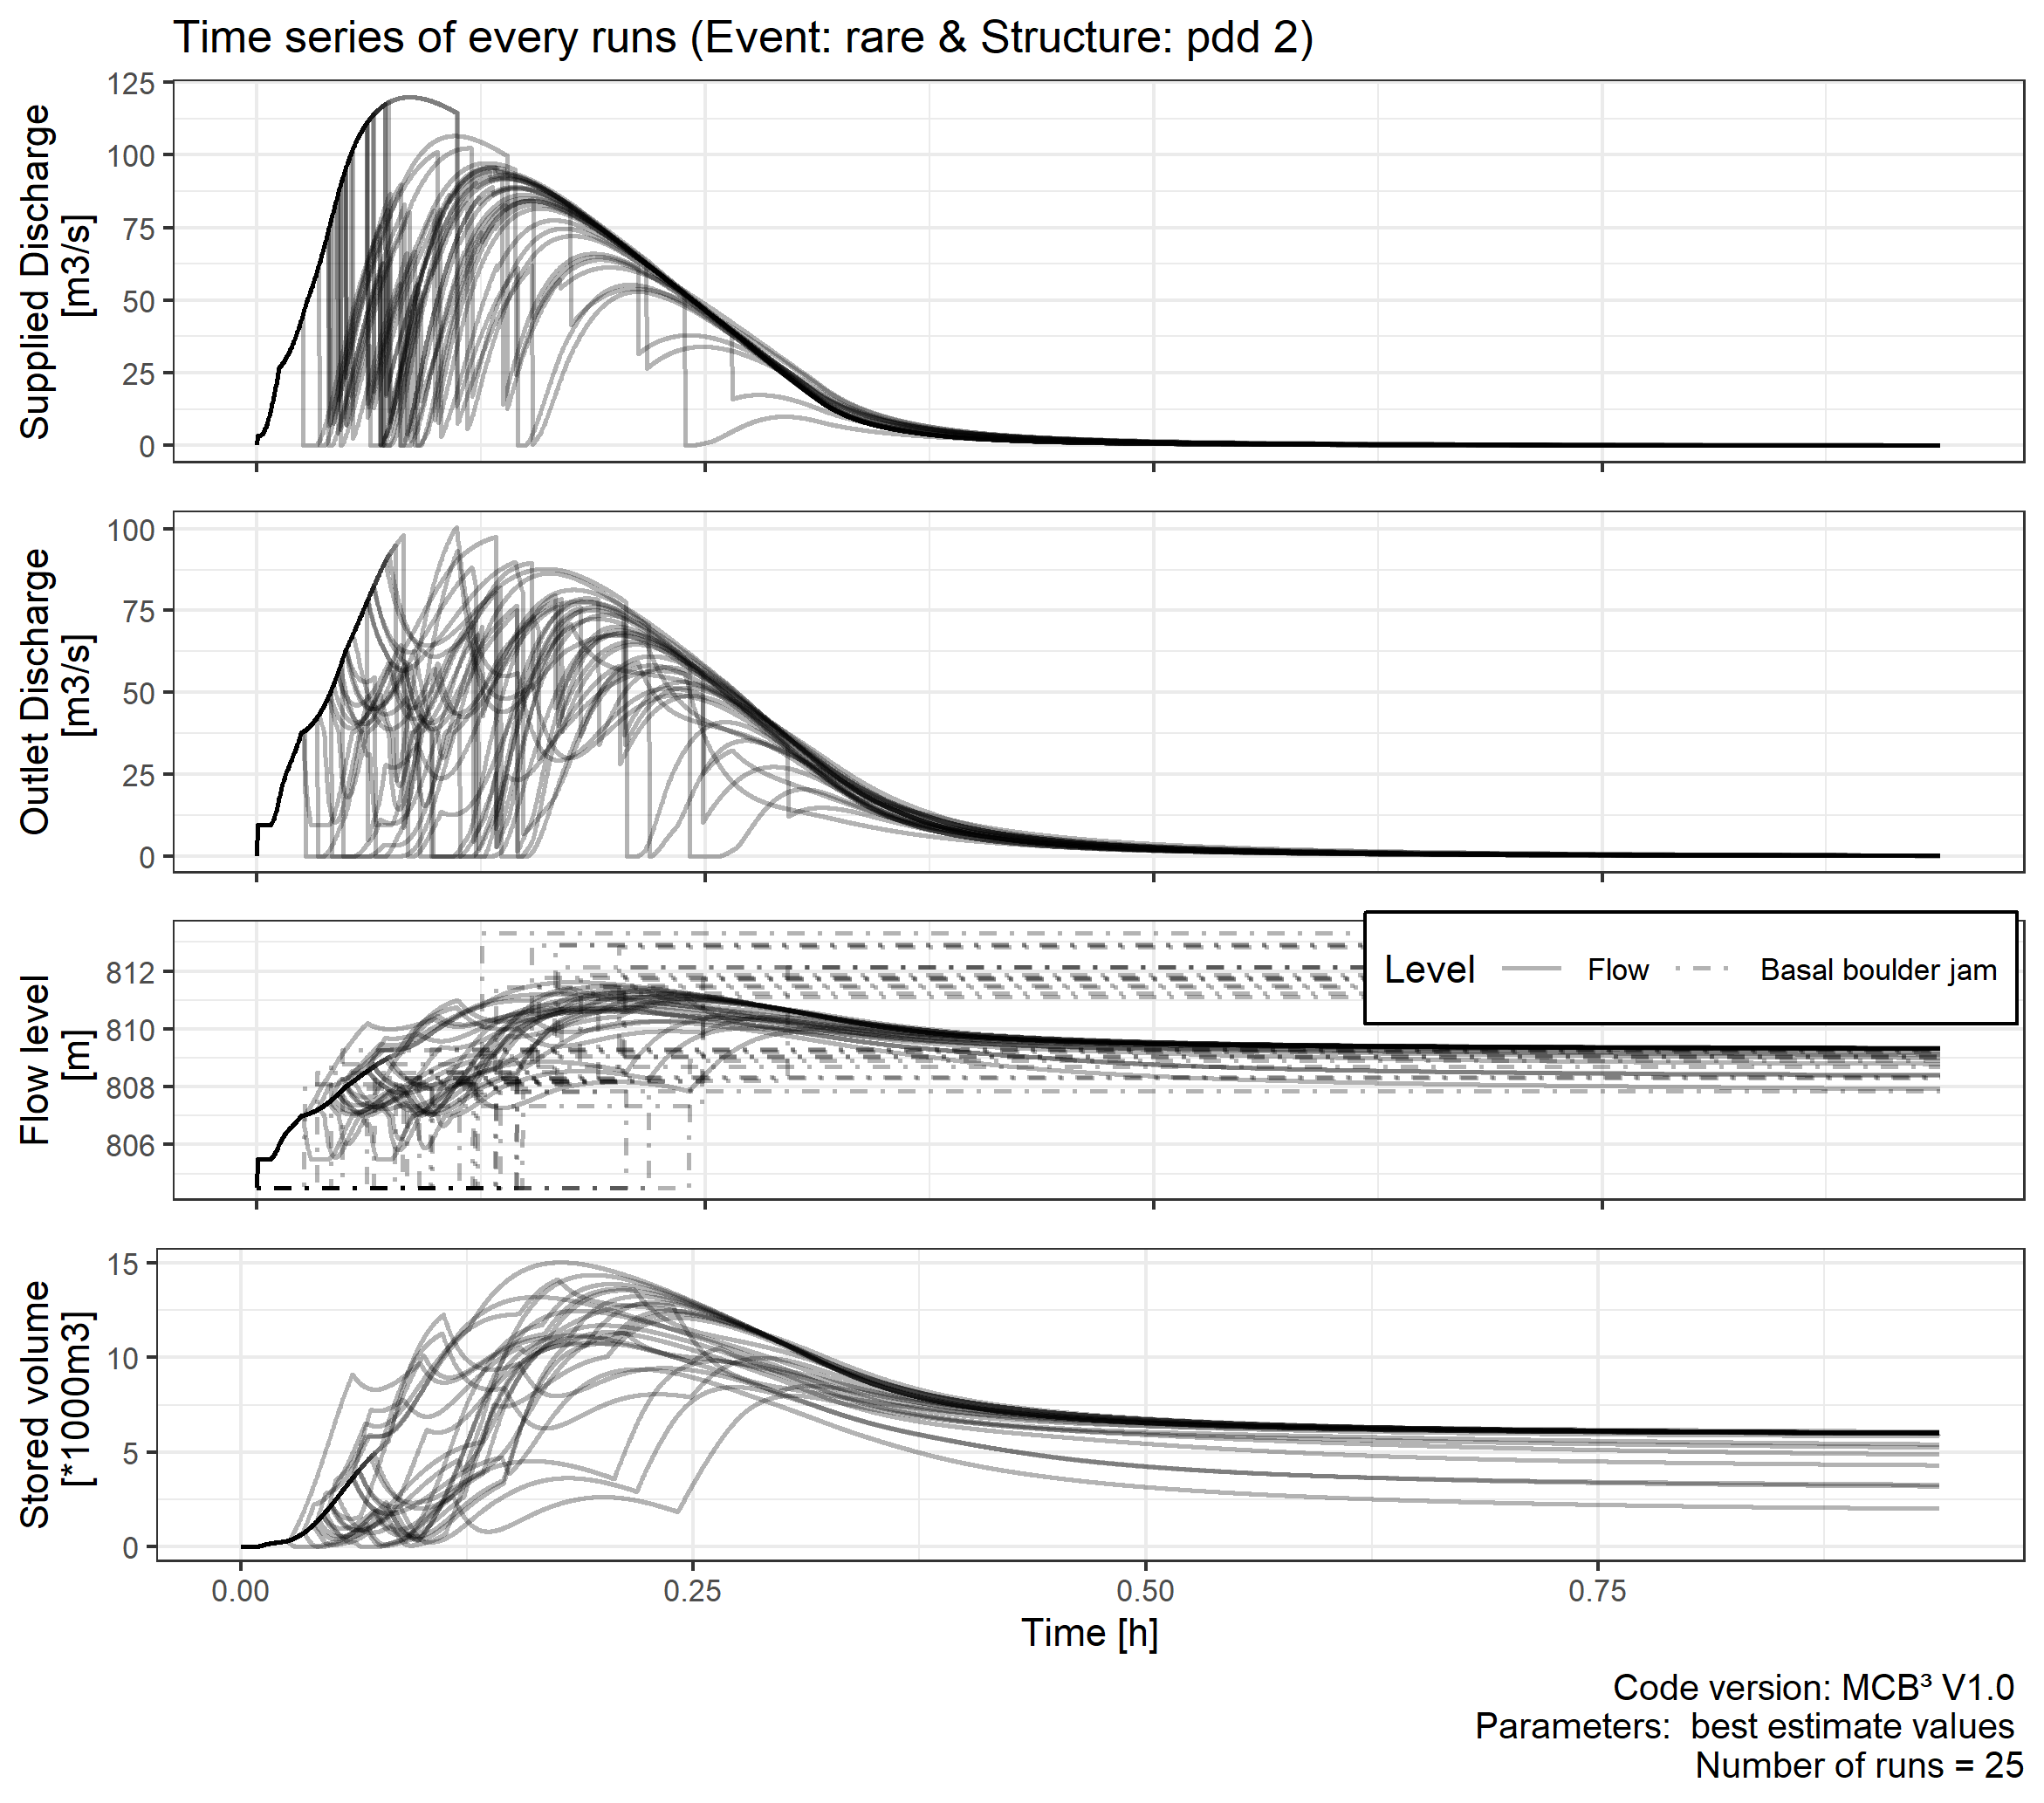 Time series of every runs (Event: rare & Structure: pdd 2)
Supplied Discharge
[m3/s]
125
100
75
50
25
0
Outlet Discharge
[m3/s]
100
75
50
25
0
Flow level
[m]
812
810
808
806
Level
Flow
Basal boulder jam
Stored volume
[*1000m3]
15
10
5
0
0.00
0.25
0.50
0.75
Time [h]
Code version: MCB³ V1.0
Parameters:  best estimate values
Number of runs = 25